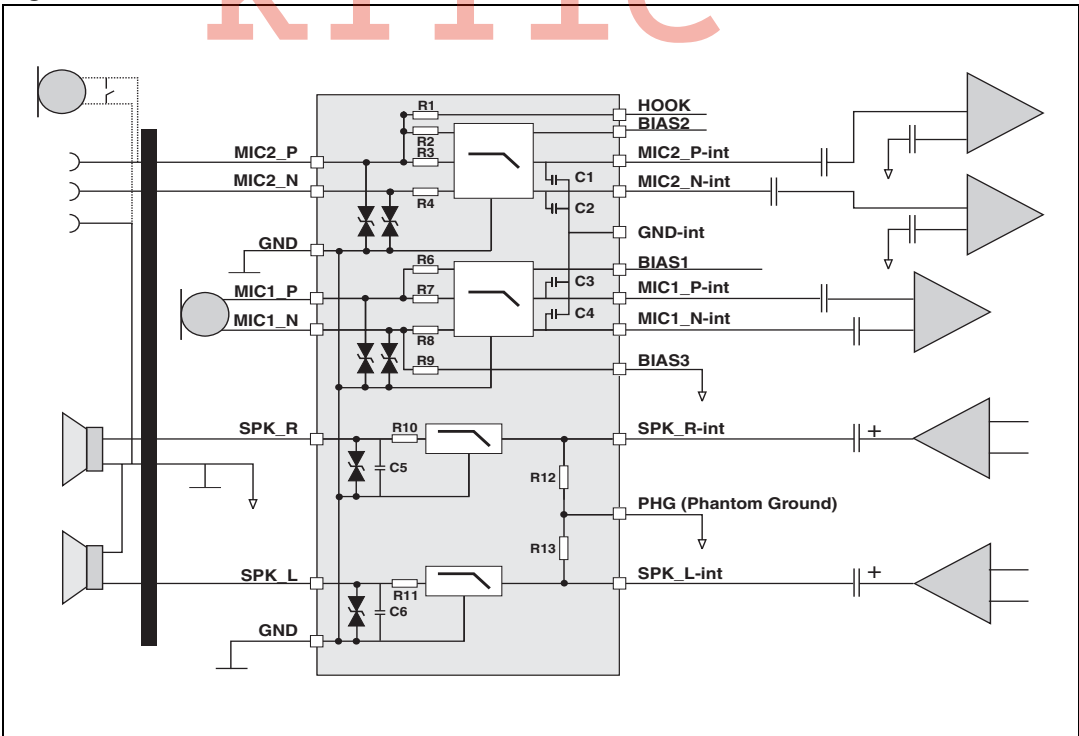 KITIC
R1
HOOK
R2
BIAS2
MIC2_P
R3
MIC2_P-int
C1
MIC2_N
R4
MIC2_N-int
C2
GND
GND-int
R6
BIAS1
MIC1_P
R7
C3
MIC1_P-int
MIC1_N
R8
C4
MIC1_N-int
R9
BIAS3
SPK_R
R10
SPK_R-int
+
C5
R12
PHG (Phantom Ground)
R13
SPK_L
R11
SPK_L-int
+
C6
GND